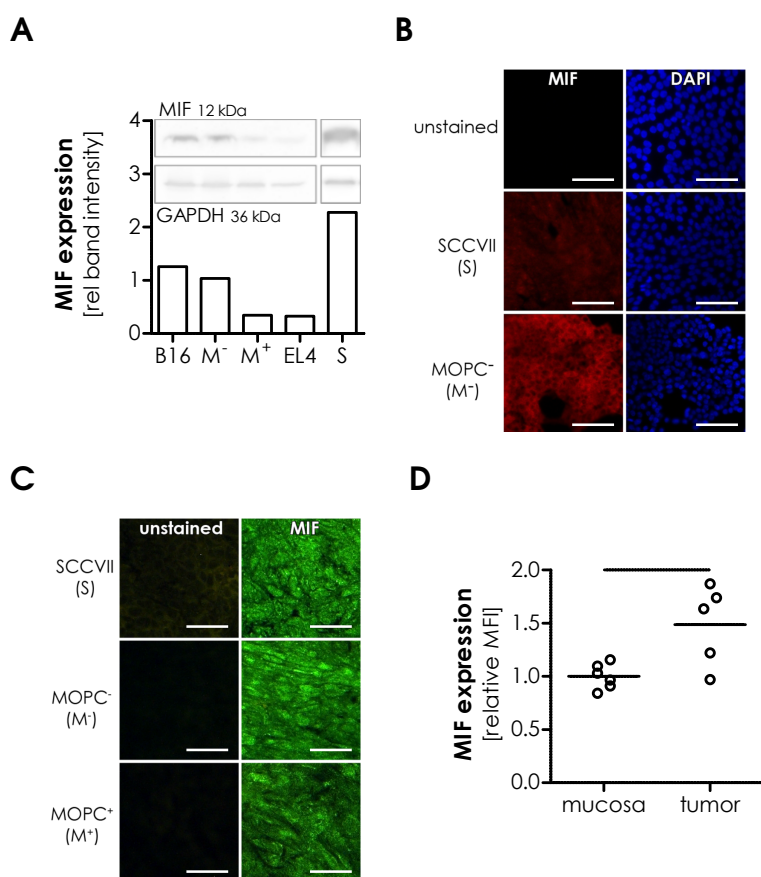 A
MIF 12 kDa
GAPDH 36 kDa
MIF expression
[rel band intensity]
4
3
2
1
0
B16 M⁻ M⁺ EL4 S
B
MIF DAPI
unstained
SCCVII
(S)
MOPC⁻
(M⁻)
C
unstained MIF
SCCVII
(S)
MOPC⁻
(M⁻)
MOPC⁺
(M⁺)
D
MIF expression
[relative MFI]
2.0
1.5
1.0
0.5
0.0
mucosa tumor